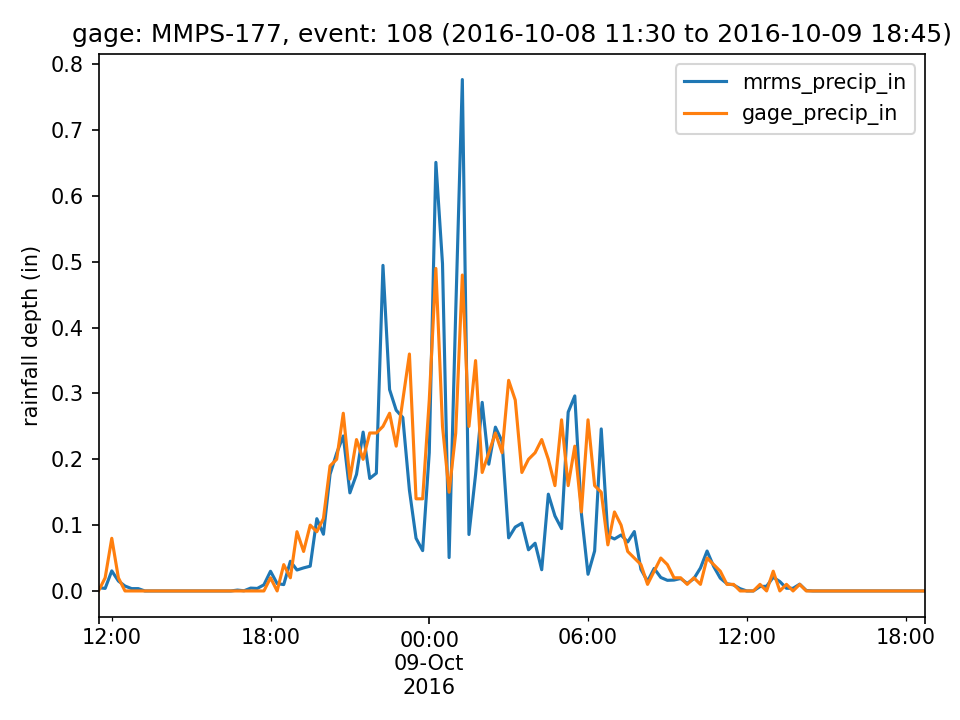 gage: MMPS-177, event: 108 (2016-10-08 11:30 to 2016-10-09 18:45)
mrms_precip_in
gage_precip_in
rainfall depth (in)
0.8
0.7
0.6
0.5
0.4
0.3
0.2
0.1
0.0
12:00 18:00 00:00 06:00 12:00 18:00
09-Oct
2016